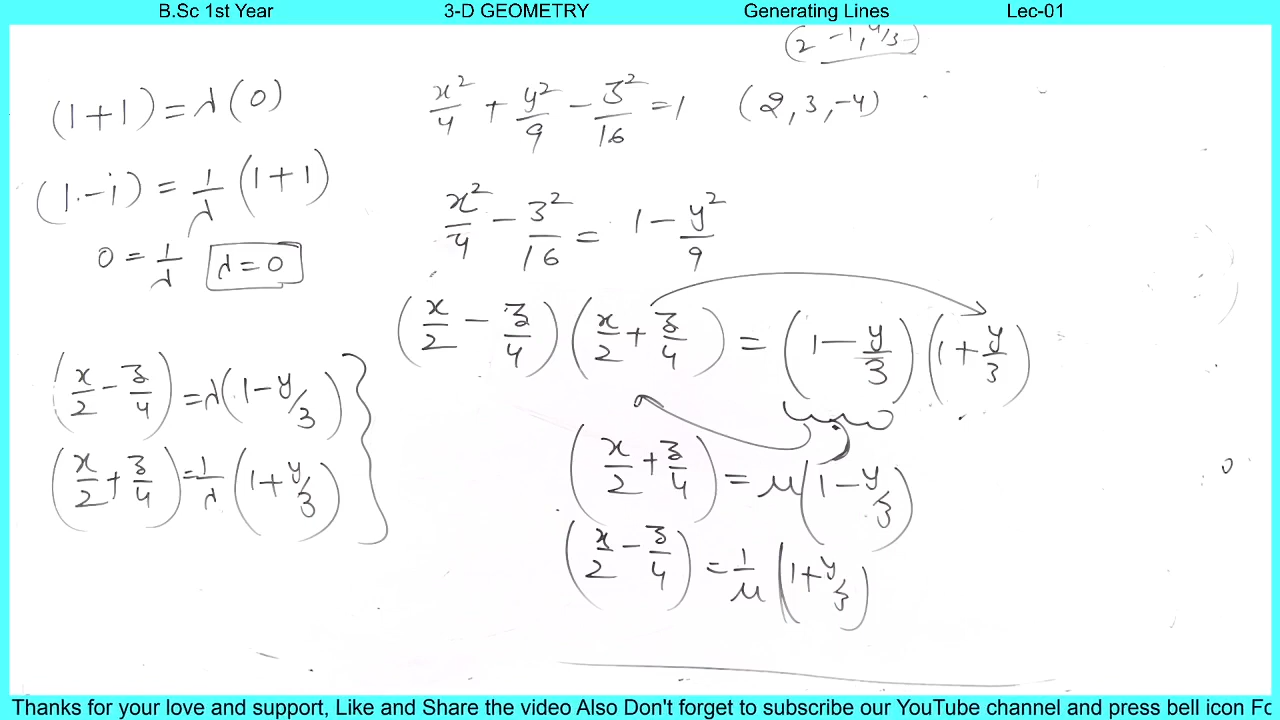 B.Sc 1st Year 3-D GEOMETRY Generating Lines Lec-01
(2 -1, 4/3)
(1+1) = λ(0)
x²/4 + y²/9 - z²/16 = 1 (2, 3, -4)
(1-1) = 1/λ (1+1)
0 = 1/λ λ=0
x²/4 - z²/16 = 1 - y²/9
(x/2 - z/4)(x/2 + z/4) = (1 - y/3)(1 + y/3)
(x/2 - z/4) = λ(1 - y/3)
(x/2 + z/4) = 1/λ (1 + y/3)
(x/2 + z/4) = μ(1 - y/3)
(x/2 - z/4) = 1/μ (1 + y/3)
Thanks for your love and support, Like and Share the video Also Don't forget to subscribe our YouTube channel and press bell icon Fo